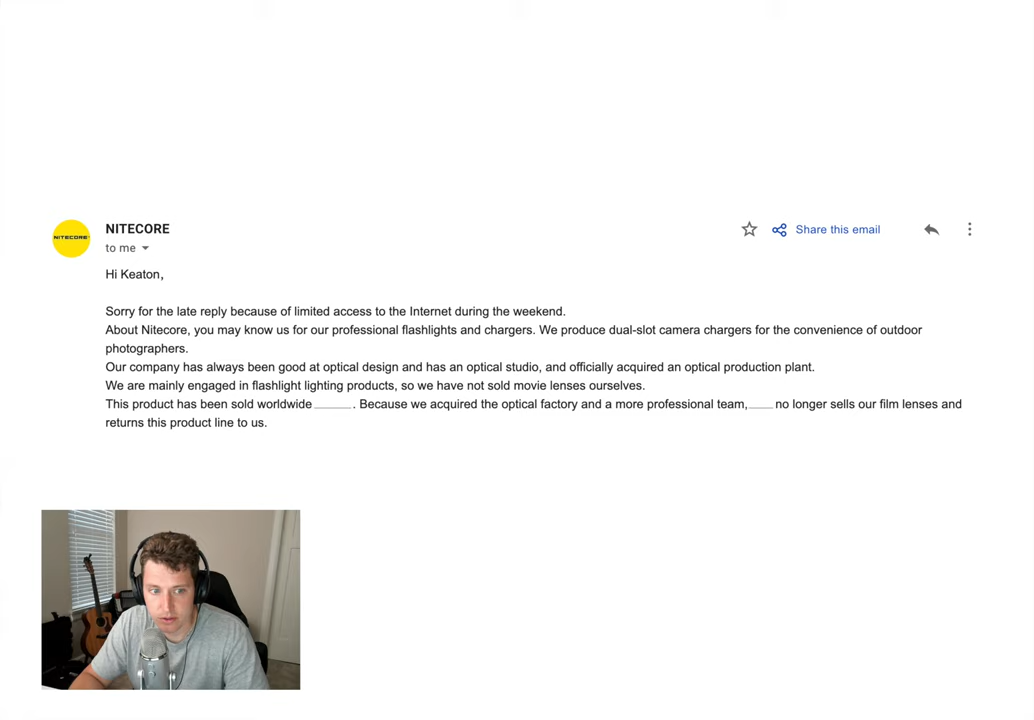 NITECORE
Share this email
NITECORE
to me
Hi Keaton,
Sorry for the late reply because of limited access to the Internet during the weekend.
About Nitecore, you may know us for our professional flashlights and chargers. We produce dual-slot camera chargers for the convenience of outdoor
photographers.
Our company has always been good at optical design and has an optical studio, and officially acquired an optical production plant.
We are mainly engaged in flashlight lighting products, so we have not sold movie lenses ourselves.
This product has been sold worldwide ______ . Because we acquired the optical factory and a more professional team, ____ no longer sells our film lenses and
returns this product line to us.